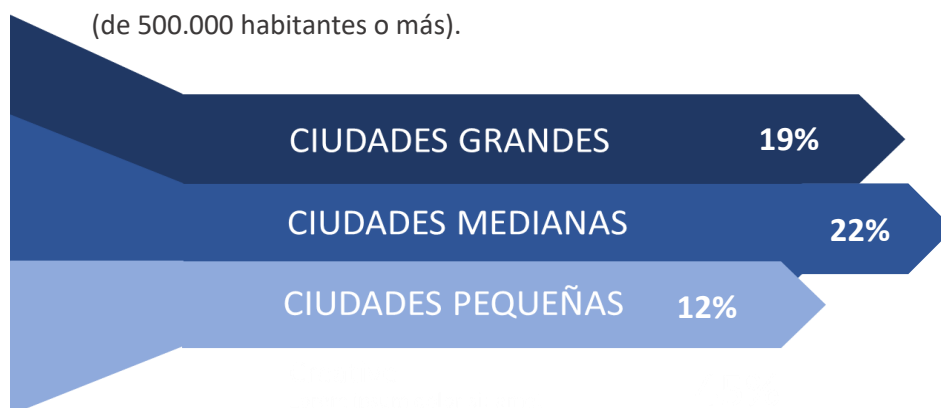 (de 500.000 habitantes o más).
CIUDADES GRANDES 19%
CIUDADES MEDIANAS 22%
CIUDADES PEQUEÑAS 12%